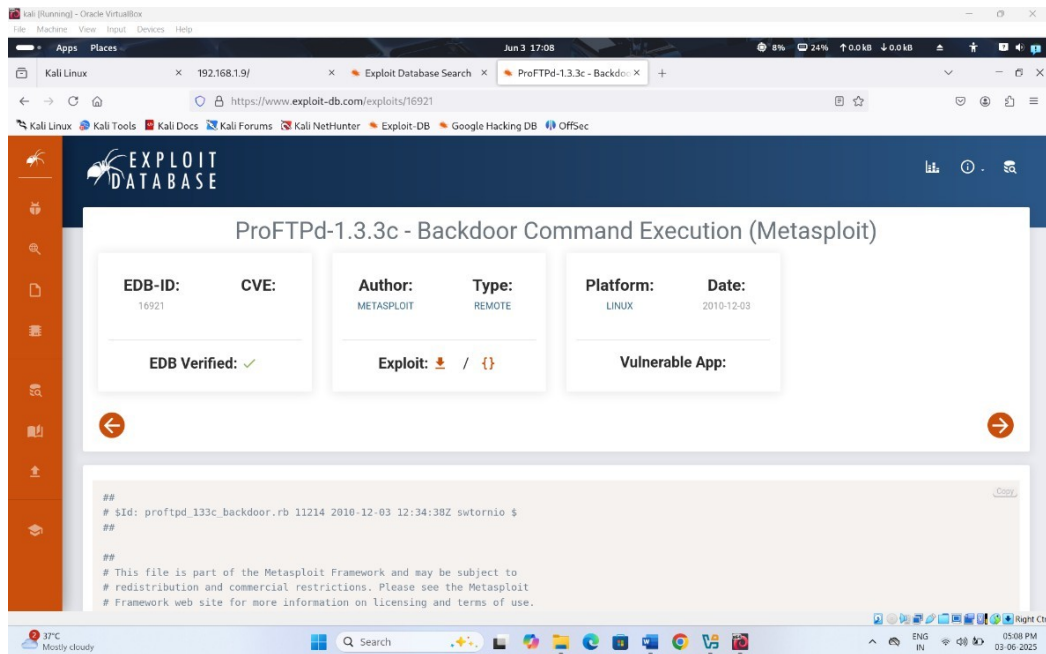 kali [Running] - Oracle VirtualBox
File Machine View Input Devices Help
Apps Places Jun 3 17:08 8% 24% ↑0.0 kB ↓0.0 kB
Kali Linux × 192.168.1.9/ × Exploit Database Search × ProFTPd-1.3.3c - Backdoo × +
https://www.exploit-db.com/exploits/16921
Kali Linux Kali Tools Kali Docs Kali Forums Kali NetHunter Exploit-DB Google Hacking DB OffSec
EXPLOIT
DATABASE
ProFTPd-1.3.3c - Backdoor Command Execution (Metasploit)
EDB-ID: CVE: Author: Type: Platform: Date:
16921 METASPLOIT REMOTE LINUX 2010-12-03
EDB Verified: ✓ Exploit: / {} Vulnerable App:
Copy
##
# $Id: proftpd_133c_backdoor.rb 11214 2010-12-03 12:34:38Z swtornio $
##
##
# This file is part of the Metasploit Framework and may be subject to
# redistribution and commercial restrictions. Please see the Metasploit
# Framework web site for more information on licensing and terms of use.
Right Ct
2 37°C Search ENG 05:08 PM
Mostly cloudy IN 03-06-2025